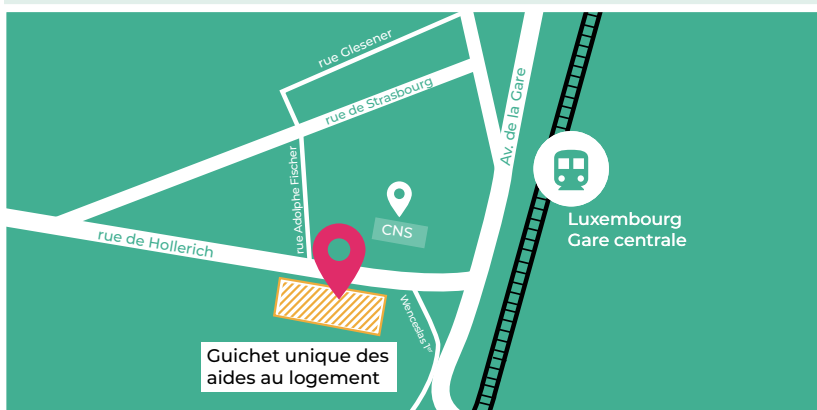 rue Glesener
rue de Strasbourg
Av. de la Gare
rue Adolphe Fischer
CNS
Luxembourg
Gare centrale
rue de Hollerich
Wenceslas 1er
Guichet unique des
aides au logement